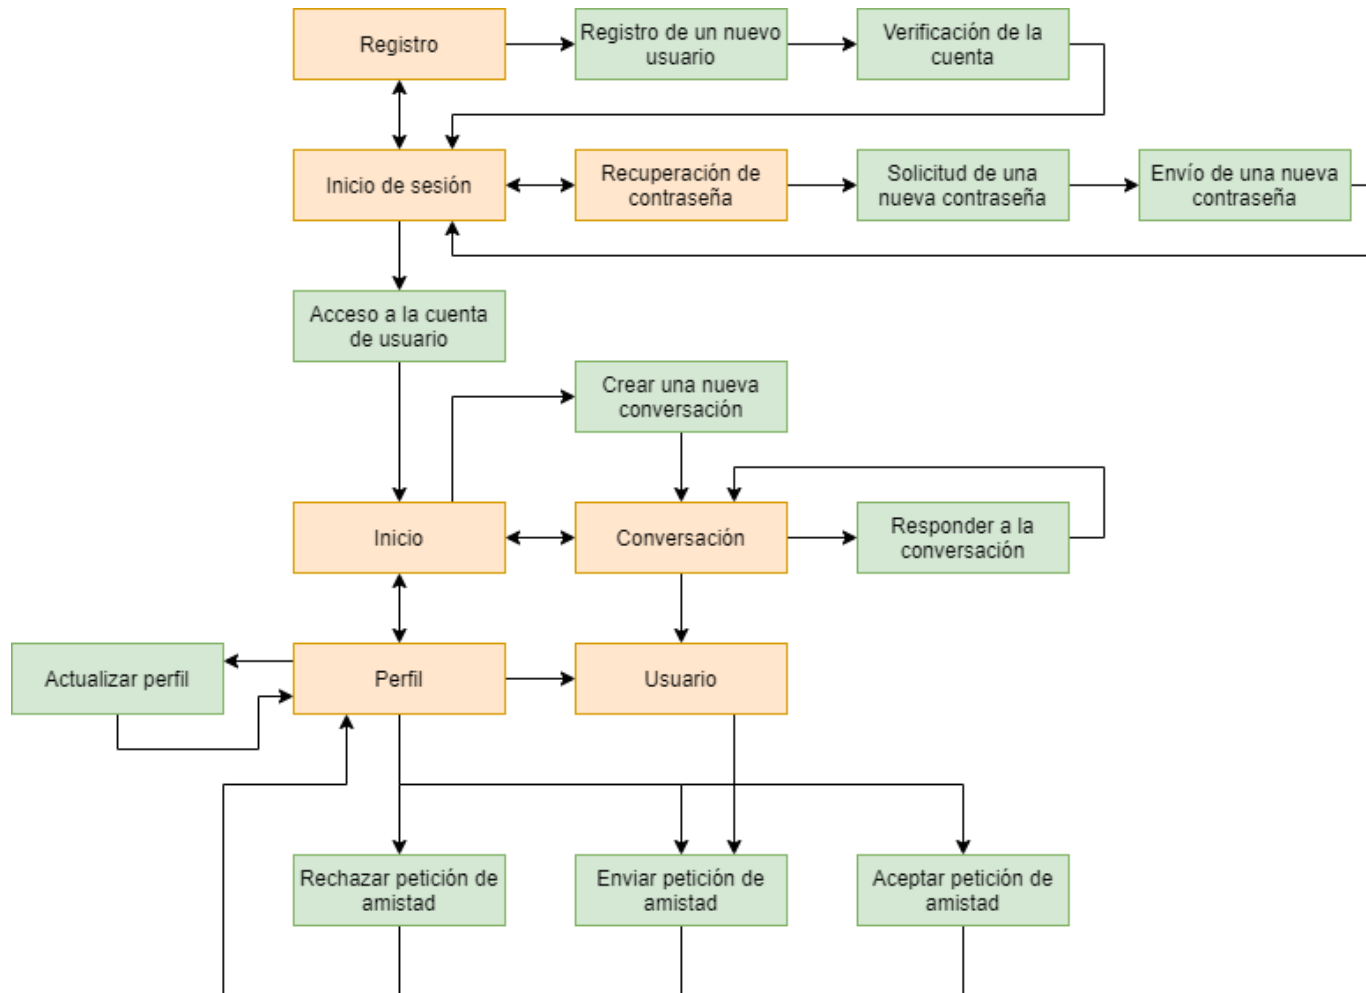 Registro
Registro de un nuevo
usuario
Verificación de la
cuenta
Inicio de sesión
Recuperación de
contraseña
Solicitud de una
nueva contraseña
Envío de una nueva
contraseña
Acceso a la cuenta
de usuario
Crear una nueva
conversación
Inicio
Conversación
Responder a la
conversación
Actualizar perfil
Perfil
Usuario
Rechazar petición de
amistad
Enviar petición de
amistad
Aceptar petición de
amistad